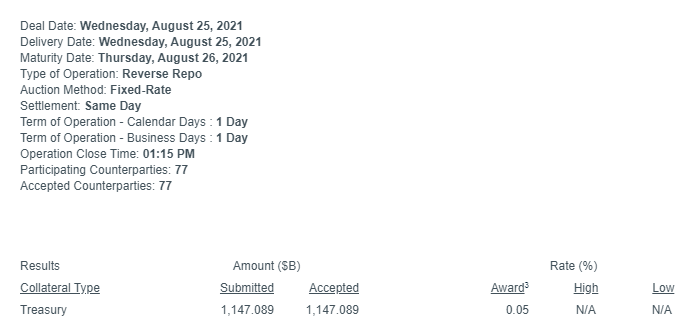 Deal Date: Wednesday, August 25, 2021
Delivery Date: Wednesday, August 25, 2021
Maturity Date: Thursday, August 26, 2021
Type of Operation: Reverse Repo
Auction Method: Fixed-Rate
Settlement: Same Day
Term of Operation - Calendar Days : 1 Day
Term of Operation - Business Days : 1 Day
Operation Close Time: 01:15 PM
Participating Counterparties: 77
Accepted Counterparties: 77
Results Amount ($B) Rate (%)
Collateral Type Submitted Accepted Award³ High Low
Treasury 1,147.089 1,147.089 0.05 N/A N/A